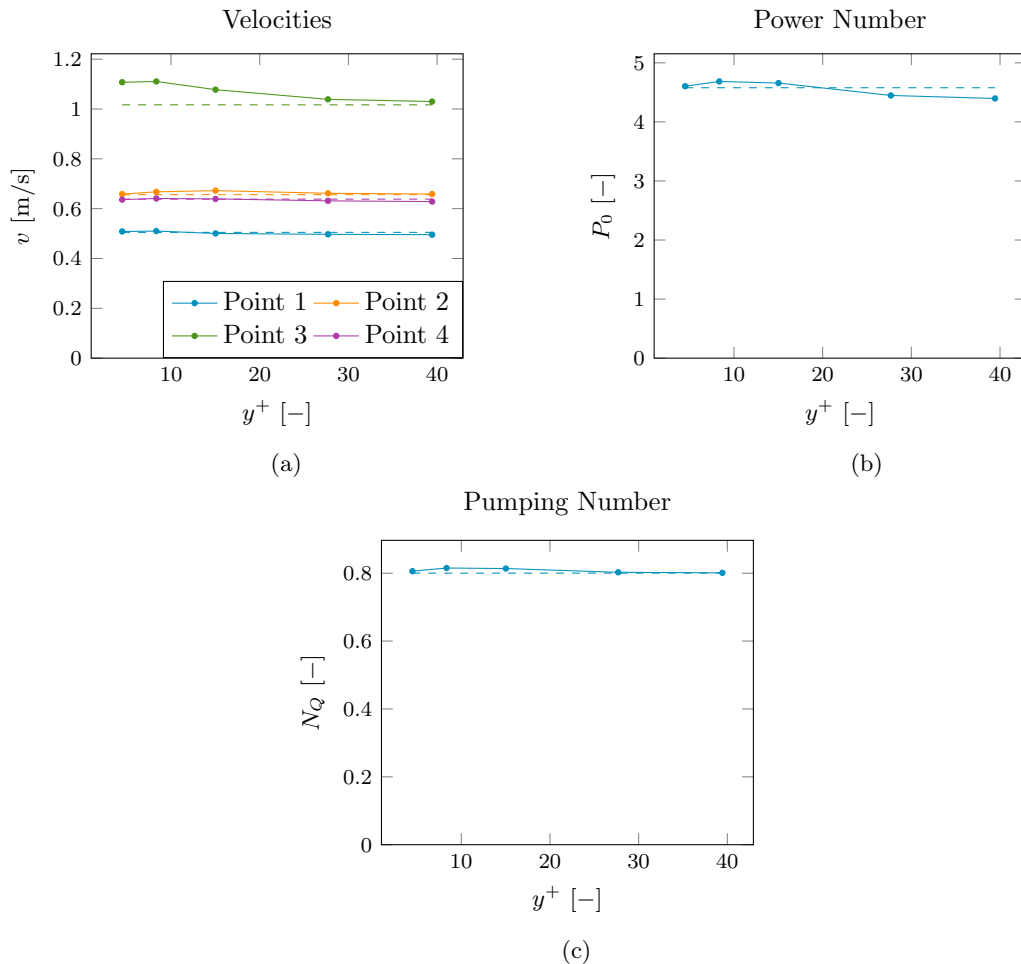 Velocities
1.2
1
0.8
0.6
0.4
0.2
0
v [m/s]
Point 1 Point 2
Point 3 Point 4
10 20 30 40
y⁺ [−]
(a)
Power Number
5
4
3
2
1
0
P₀ [−]
10 20 30 40
y⁺ [−]
(b)
Pumping Number
0.8
0.6
0.4
0.2
0
N_Q [−]
10 20 30 40
y⁺ [−]
(c)